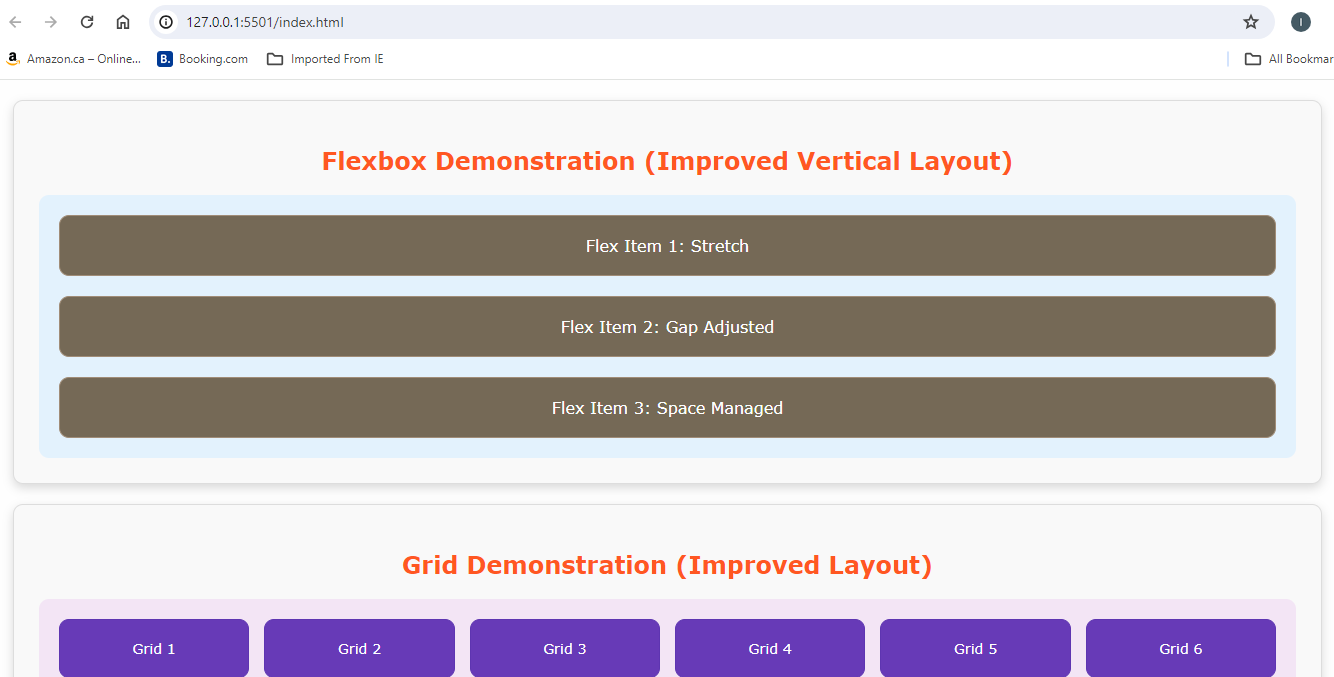 127.0.0.1:5501/index.html
I
a Amazon.ca – Online... B. Booking.com Imported From IE All Bookmar
Flexbox Demonstration (Improved Vertical Layout)
Flex Item 1: Stretch
Flex Item 2: Gap Adjusted
Flex Item 3: Space Managed
Grid Demonstration (Improved Layout)
Grid 1 Grid 2 Grid 3 Grid 4 Grid 5 Grid 6